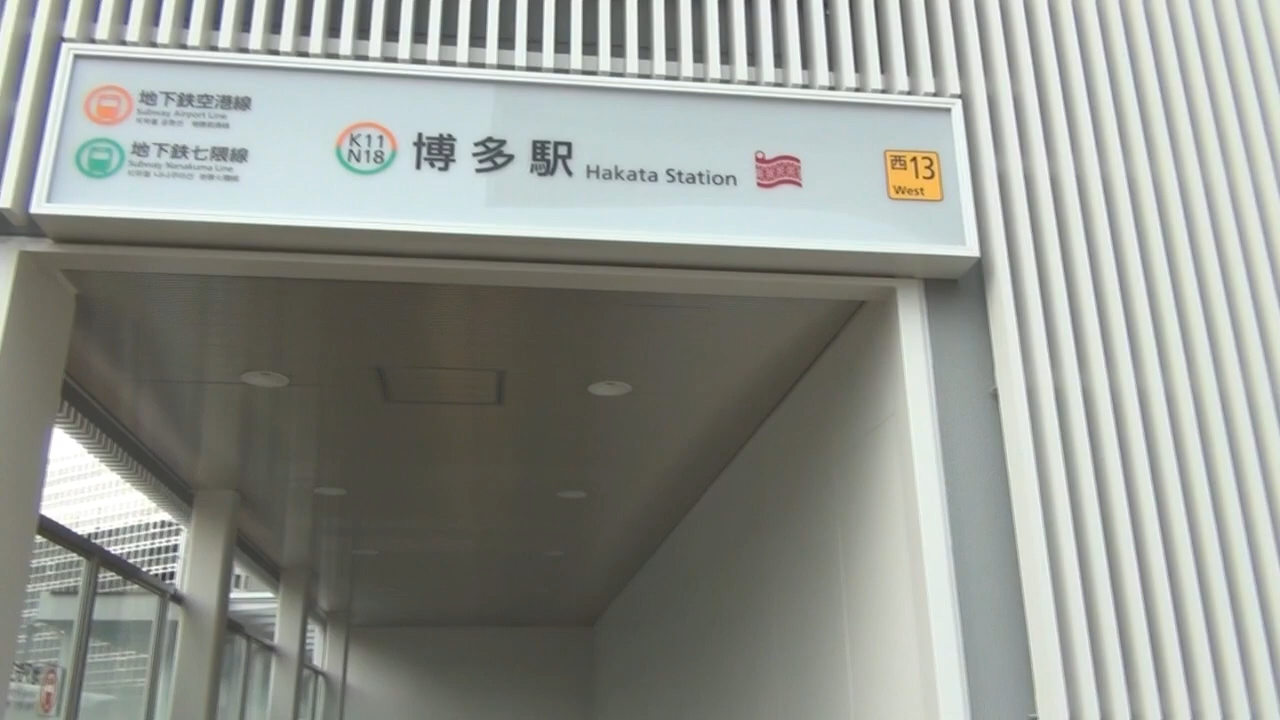 地下鉄空港線
Subway Airport Line
地下鉄七隈線
Subway Nanakuma Line
K11
N18
博多駅 Hakata Station
西13
West